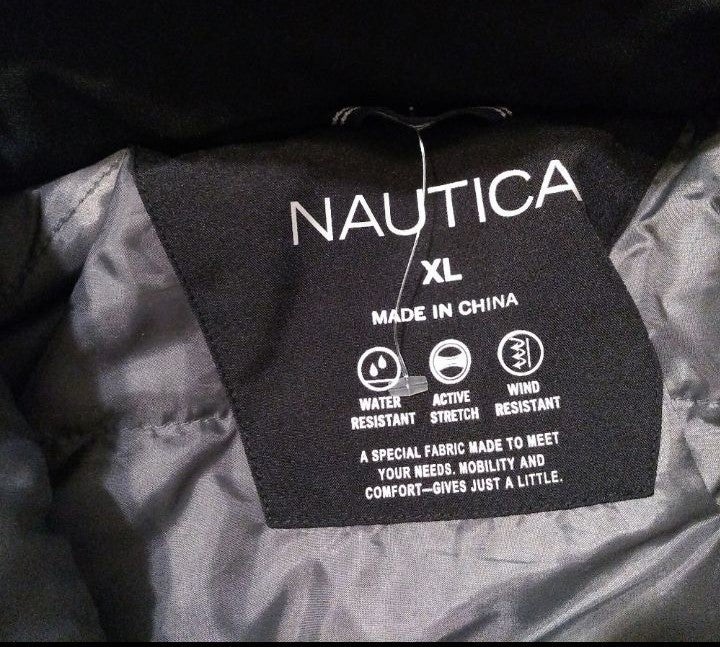 NAUTICA
XL
MADE IN CHINA
WATER RESISTANT
ACTIVE STRETCH
WIND RESISTANT
A SPECIAL FABRIC MADE TO MEET
YOUR NEEDS. MOBILITY AND
COMFORT—GIVES JUST A LITTLE.